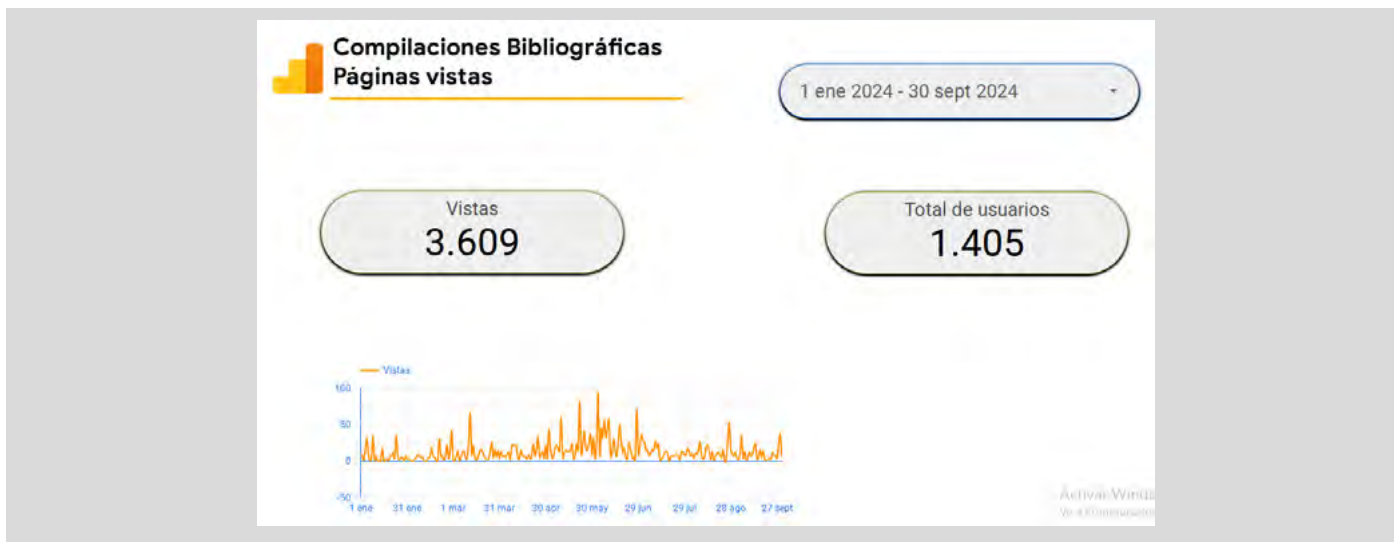 Compilaciones Bibliográficas
Páginas vistas
1 ene 2024 - 30 sept 2024
Vistas
3.609
Total de usuarios
1.405
Vistas
100
50
0
-50
1 ene 31 ene 1 mar 31 mar 30 abr 30 may 29 jun 29 jul 28 ago 27 sept
Activar Windo